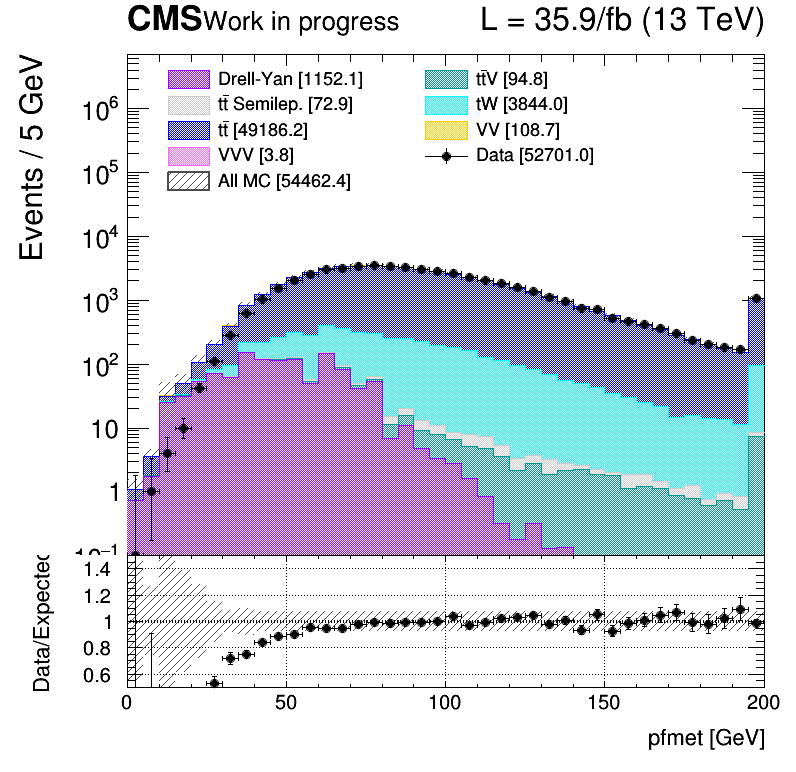 CMS Work in progress L = 35.9/fb (13 TeV)
Events / 5 GeV
Drell-Yan [1152.1] tt̄V [94.8]
tt̄ Semilep. [72.9] tW [3844.0]
tt̄ [49186.2] VV [108.7]
VVV [3.8] Data [52701.0]
All MC [54462.4]
10⁶
10⁵
10⁴
10³
10²
10
1
10⁻¹
Data/Expected
1.4
1.2
1
0.8
0.6
0 50 100 150 200
pfmet [GeV]